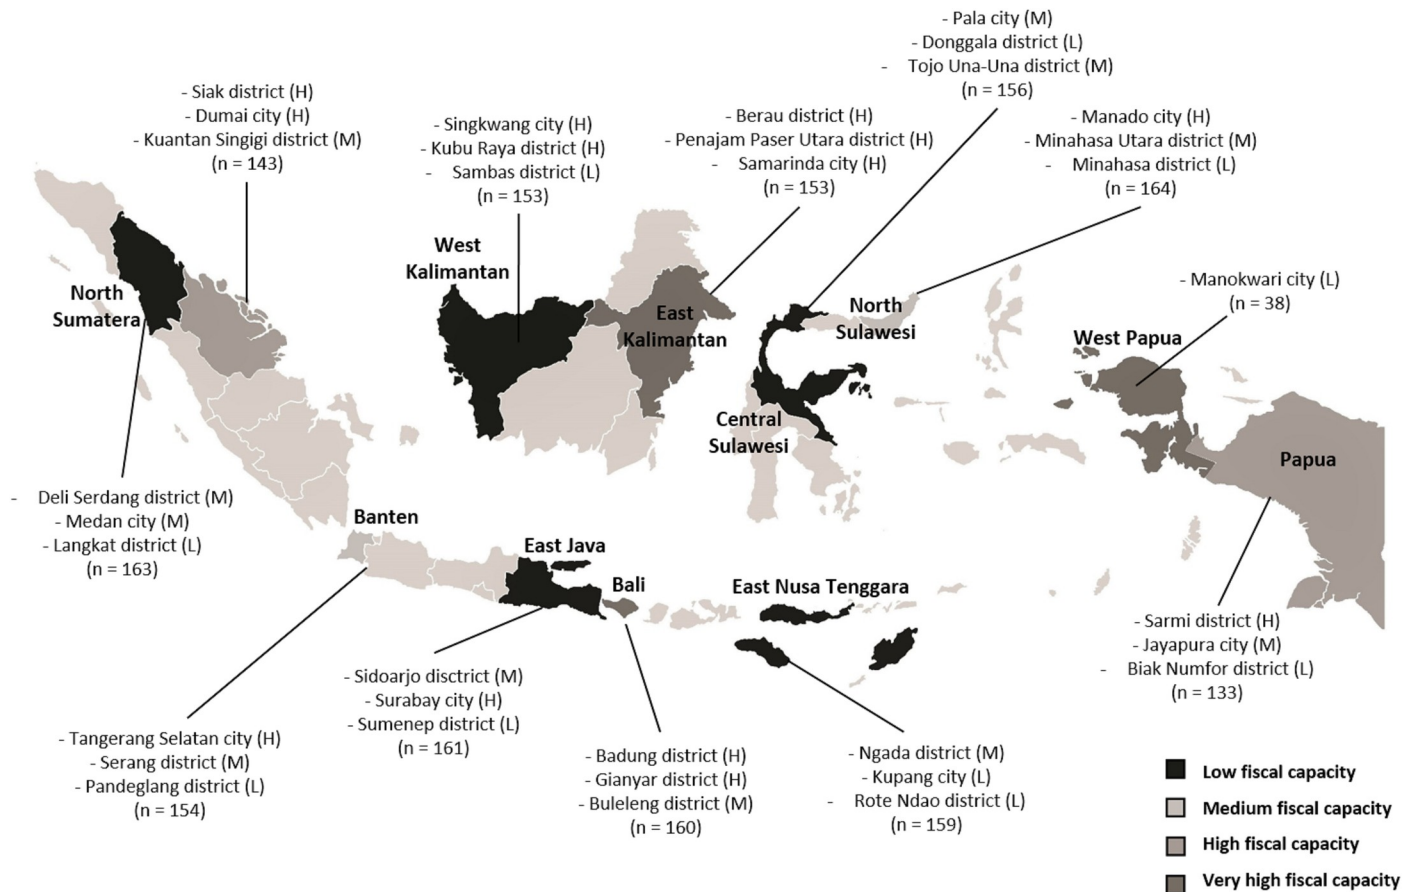 - Pala city (M)
- Donggala district (L)
- Tojo Una-Una district (M)
(n = 156)
- Siak district (H)
- Dumai city (H)
- Kuantan Singigi district (M)
(n = 143)
- Singkwang city (H)
- Kubu Raya district (H)
- Sambas district (L)
(n = 153)
- Berau district (H)
- Penajam Paser Utara district (H)
- Samarinda city (H)
(n = 153)
- Manado city (H)
- Minahasa Utara district (M)
- Minahasa district (L)
(n = 164)
West
Kalimantan
North
Sumatera
East
Kalimantan
North
Sulawesi
- Manokwari city (L)
(n = 38)
West Papua
Central
Sulawesi
Papua
- Deli Serdang district (M)
- Medan city (M)
- Langkat district (L)
(n = 163)
Banten
East Java
Bali
East Nusa Tenggara
- Sarmi district (H)
- Jayapura city (M)
- Biak Numfor district (L)
(n = 133)
- Sidoarjo disctrict (M)
- Surabay city (H)
- Sumenep district (L)
(n = 161)
- Tangerang Selatan city (H)
- Serang district (M)
- Pandeglang district (L)
(n = 154)
- Badung district (H)
- Gianyar district (H)
- Buleleng district (M)
(n = 160)
- Ngada district (M)
- Kupang city (L)
- Rote Ndao district (L)
(n = 159)
Low fiscal capacity
Medium fiscal capacity
High fiscal capacity
Very high fiscal capacity